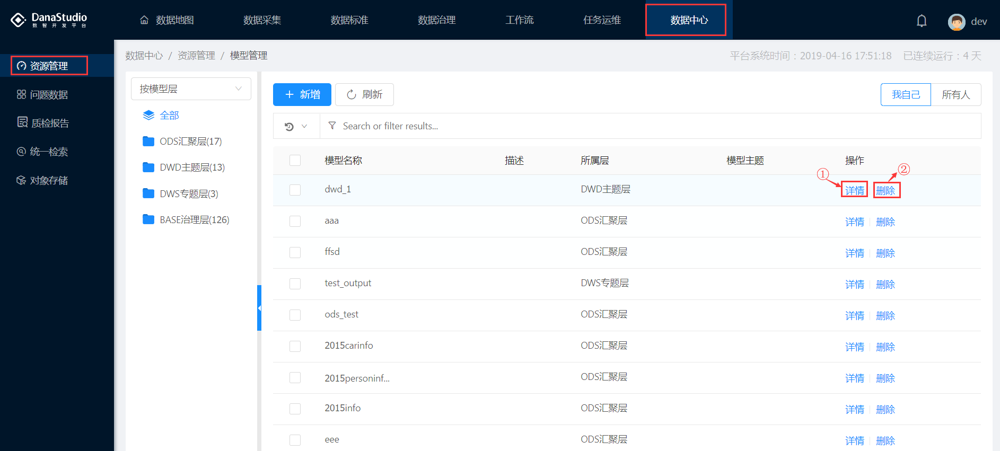 DanaStudio
数智开发平台
数据地图 数据采集 数据标准 数据治理 工作流 任务运维 数据中心 dev
资源管理
问题数据
质检报告
统一检索
对象存储
数据中心 / 资源管理 / 模型管理 平台系统时间：2019-04-16 17:51:18 已连续运行：4 天
按模型层
全部
ODS汇聚层(17)
DWD主题层(13)
DWS专题层(3)
BASE治理层(126)
新增 刷新 我自己 所有人
Search or filter results...
模型名称 描述 所属层 模型主题 操作
① ②
dwd_1 DWD主题层 详情 删除
aaa ODS汇聚层 详情 删除
ffsd ODS汇聚层 详情 删除
test_output DWS专题层 详情 删除
ods_test ODS汇聚层 详情 删除
2015carinfo ODS汇聚层 详情 删除
2015personinf... ODS汇聚层 详情 删除
2015info ODS汇聚层 详情 删除
eee ODS汇聚层 详情 删除